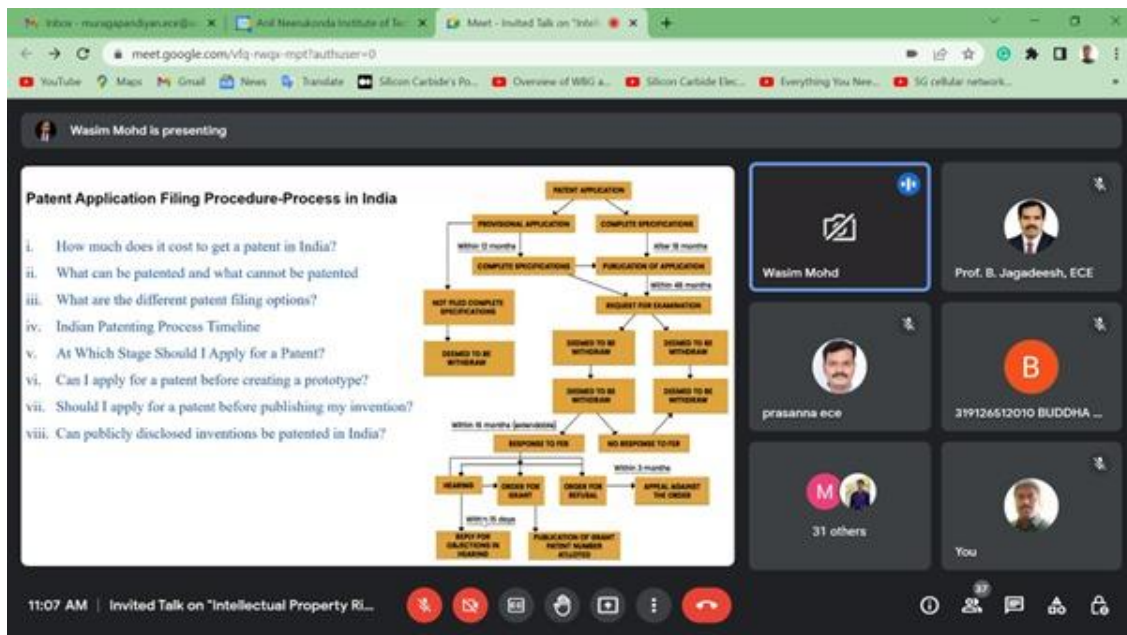 Inbox - murugapandiyan.ece@
Anil Neerukonda Institute of Tec
Meet - Invited Talk on "Intell
meet.google.com/vfq-rwqx-mpt?authuser=0
YouTube
Maps
Gmail
News
Translate
Silicon Carbide's Po...
Overview of WBG a...
Silicon Carbide Elec...
Everything You Nee...
5G cellular network...
Wasim Mohd is presenting
Patent Application Filing Procedure-Process in India
i. How much does it cost to get a patent in India?
ii. What can be patented and what cannot be patented
iii. What are the different patent filing options?
iv. Indian Patenting Process Timeline
v. At Which Stage Should I Apply for a Patent?
vi. Can I apply for a patent before creating a prototype?
vii. Should I apply for a patent before publishing my invention?
viii. Can publicly disclosed inventions be patented in India?
PATENT APPLICATION
PROVISIONAL APPLICATION
COMPLETE SPECIFICATIONS
Within 12 months
After 18 months
COMPLETE SPECIFICATIONS
PUBLICATION OF APPLICATION
Within 48 months
NOT FILED COMPLETE
SPECIFICATIONS
REQUEST FOR EXAMINATION
DEEMED TO BE
WITHDRAW
DEEMED TO BE
WITHDRAW
DEEMED TO BE
WITHDRAW
DEEMED TO BE
WITHDRAW
DEEMED TO BE
WITHDRAW
months (extendable)
RESPONSE TO FER
NO RESPONSE TO FER
Within 3 months
HEARING
ORDER FOR
GRANT
ORDER FOR
REFUSAL
APPEAL AGAINST
THE ORDER
Within 15 days
REPLY FOR
OBJECTIONS IN
HEARING
PUBLICATION OF GRANT
PATENT NUMBER
ALLOTED
Wasim Mohd
Prof. B. Jagadeesh, ECE
prasanna ece
B
319126512010 BUDDHA ...
M
31 others
You
11:07 AM | Invited Talk on "Intellectual Property Ri...
37